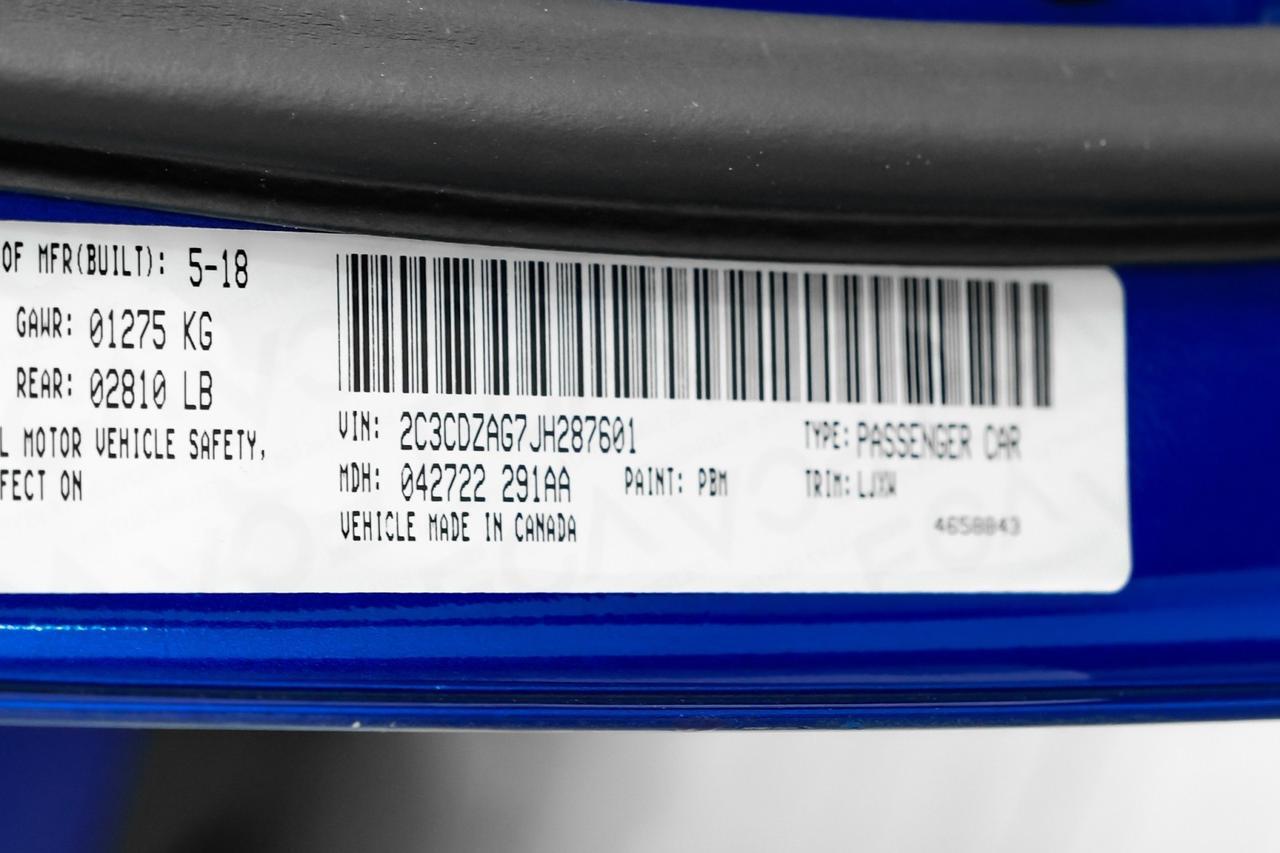 OF MFR(BUILT): 5-18
GAWR: 01275 KG
REAR: 02810 LB
L MOTOR VEHICLE SAFETY,
FECT ON
VIN: 2C3CDZAG7JH287601
TYPE: PASSENGER CAR
MDH: 042722 291AA
PAINT: PBM
TRIM: LJXW
VEHICLE MADE IN CANADA
4658843